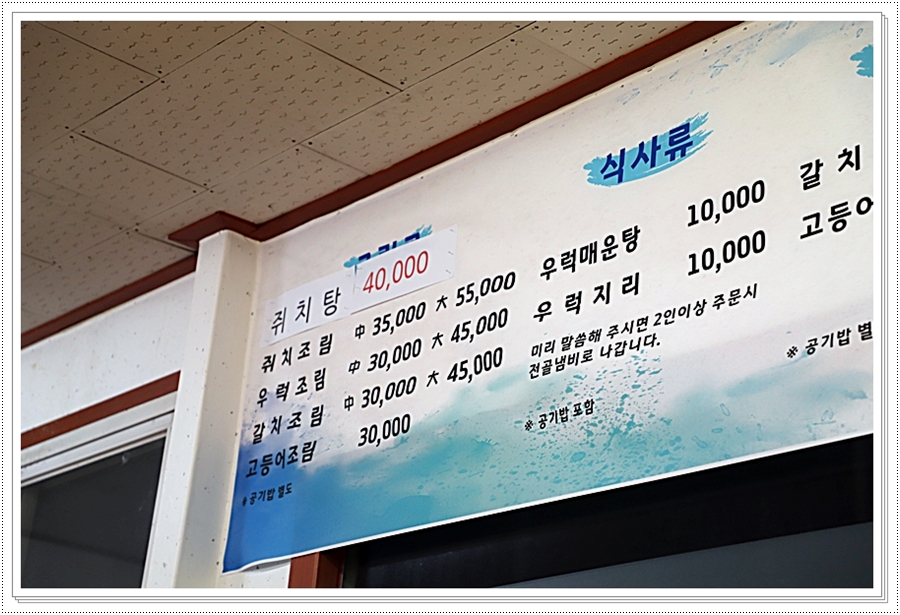 쥐치탕 40,000
쥐치조림 中 35,000 大 55,000
우럭조림 中 30,000 大 45,000
갈치조림 中 30,000 大 45,000
고등어조림 30,000
※ 공기밥 별도
식사류
우럭매운탕 10,000
우럭지리 10,000
미리 말씀해 주시면 2인이상 주문시
전골냄비로 나갑니다.
※ 공기밥 포함
갈치
고등어
※ 공기밥 별